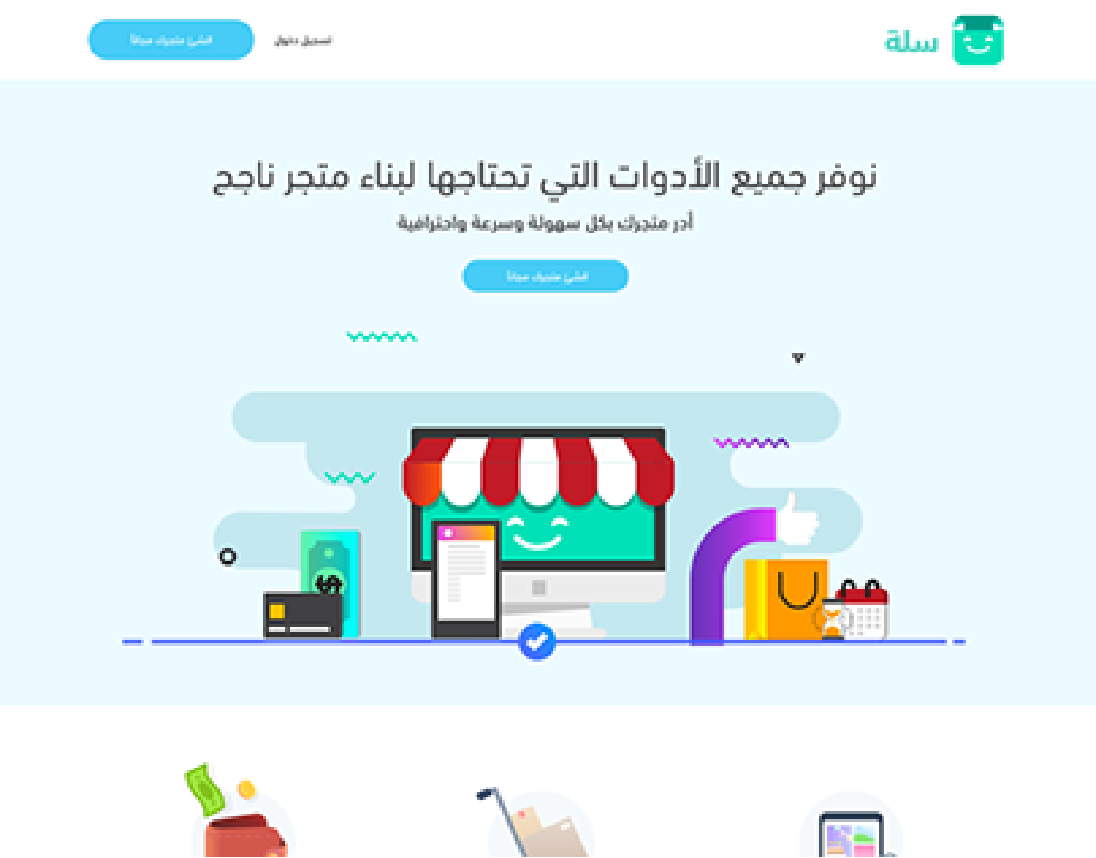 سلة
تسجيل دخول
انشئ متجرك مجانا
نوفر جميع الأدوات التي تحتاجها لبناء متجر ناجح
أدر متجرك بكل سهولة وسرعة واحترافية
انشئ متجرك مجانا